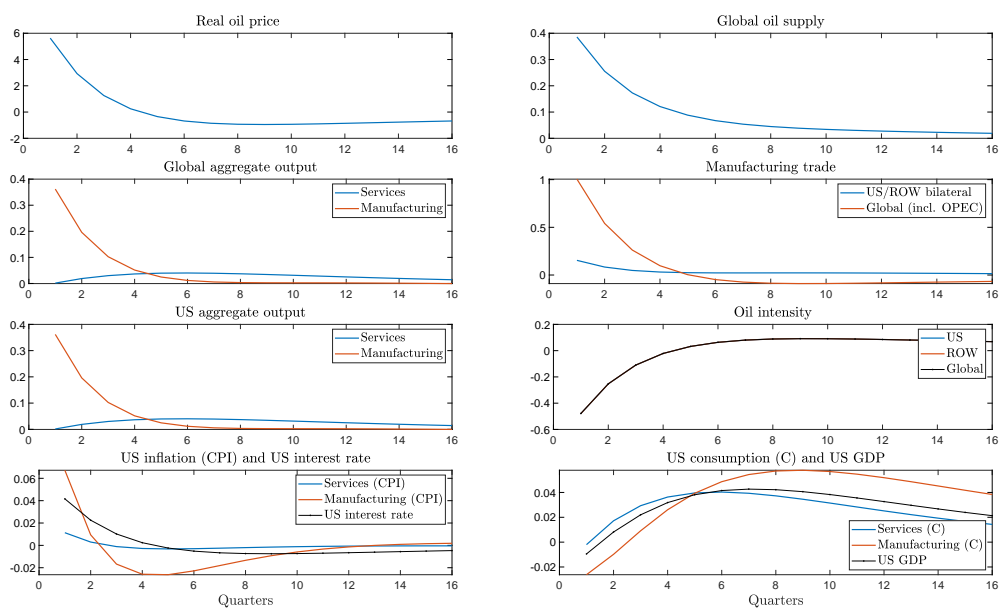 Real oil price
6
4
2
0
-2
0 2 4 6 8 10 12 14 16
Global oil supply
0.4
0.3
0.2
0.1
0
0 2 4 6 8 10 12 14 16
Global aggregate output
0.4
0.3
0.2
0.1
0
Services
Manufacturing
0 2 4 6 8 10 12 14 16
Manufacturing trade
1
0.5
0
US/ROW bilateral
Global (incl. OPEC)
0 2 4 6 8 10 12 14 16
US aggregate output
0.4
0.3
0.2
0.1
0
Services
Manufacturing
0 2 4 6 8 10 12 14 16
Oil intensity
0.2
0
-0.2
-0.4
-0.6
US
ROW
Global
0 2 4 6 8 10 12 14 16
US inflation (CPI) and US interest rate
0.06
0.04
0.02
0
-0.02
Services (CPI)
Manufacturing (CPI)
US interest rate
0 2 4 6 8 10 12 14 16
Quarters
US consumption (C) and US GDP
0.04
0.02
0
-0.02
Services (C)
Manufacturing (C)
US GDP
0 2 4 6 8 10 12 14 16
Quarters